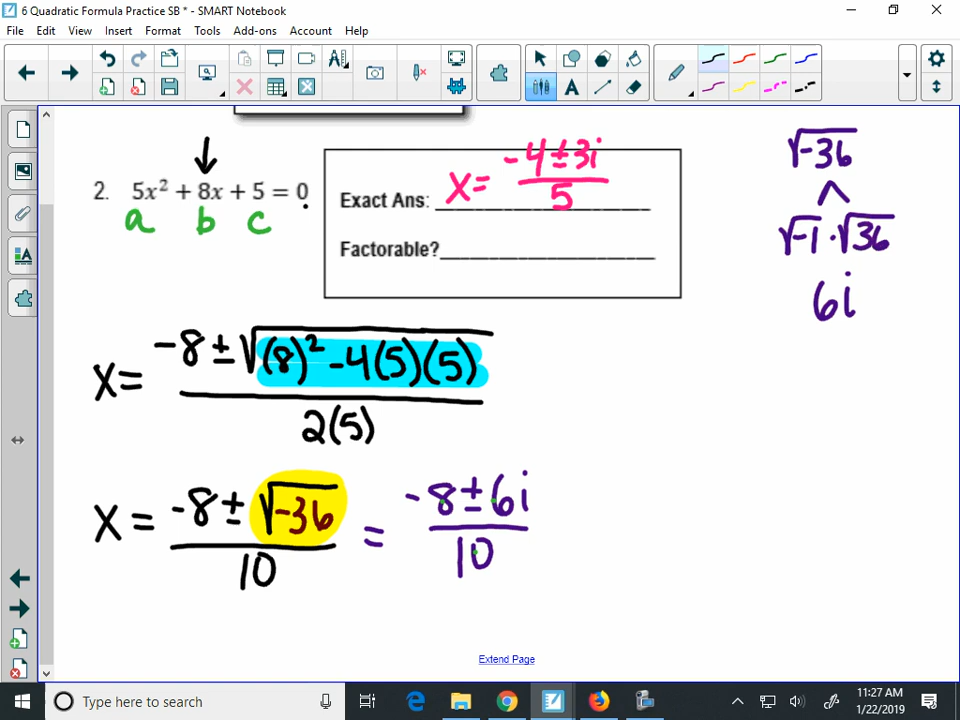 6 Quadratic Formula Practice SB * - SMART Notebook
File Edit View Insert Format Tools Add-ons Account Help
2. 5x² + 8x + 5 = 0
a b c
Exact Ans: x = (-4 ± 3i)/5
Factorable?
√-36
√-1 · √36
6i
x = (-8 ± √((8)² - 4(5)(5)))/(2(5))
x = (-8 ± √-36)/10 = (-8 ± 6i)/10
Extend Page
Type here to search
11:27 AM
1/22/2019